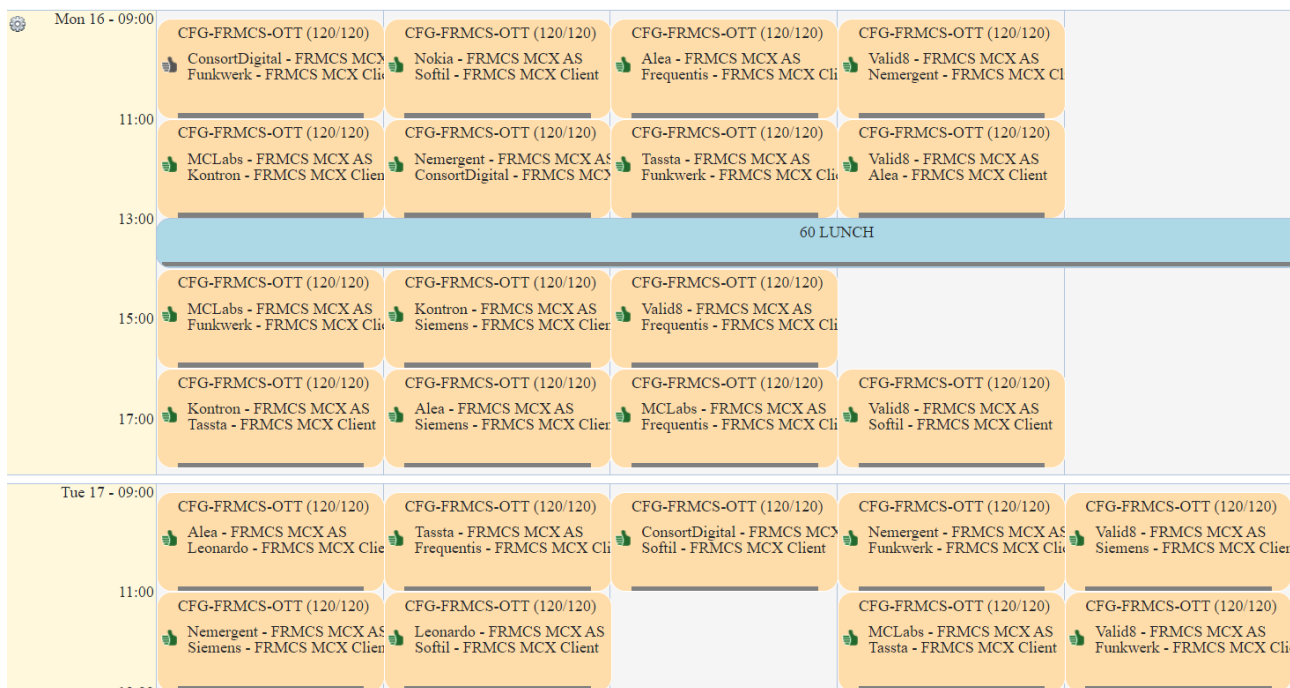 Mon 16 - 09:00
CFG-FRMCS-OTT (120/120)
ConsortDigital - FRMCS MCX
Funkwerk - FRMCS MCX Clie
CFG-FRMCS-OTT (120/120)
Nokia - FRMCS MCX AS
Softil - FRMCS MCX Client
CFG-FRMCS-OTT (120/120)
Alea - FRMCS MCX AS
Frequentis - FRMCS MCX Cli
CFG-FRMCS-OTT (120/120)
Valid8 - FRMCS MCX AS
Nemergent - FRMCS MCX Cl
11:00
CFG-FRMCS-OTT (120/120)
MCLabs - FRMCS MCX AS
Kontron - FRMCS MCX Clien
CFG-FRMCS-OTT (120/120)
Nemergent - FRMCS MCX AS
ConsortDigital - FRMCS MCX
CFG-FRMCS-OTT (120/120)
Tassta - FRMCS MCX AS
Funkwerk - FRMCS MCX Clie
CFG-FRMCS-OTT (120/120)
Valid8 - FRMCS MCX AS
Alea - FRMCS MCX Client
13:00
60 LUNCH
CFG-FRMCS-OTT (120/120)
MCLabs - FRMCS MCX AS
Funkwerk - FRMCS MCX Clie
CFG-FRMCS-OTT (120/120)
Kontron - FRMCS MCX AS
Siemens - FRMCS MCX Clien
CFG-FRMCS-OTT (120/120)
Valid8 - FRMCS MCX AS
Frequentis - FRMCS MCX Cli
15:00
CFG-FRMCS-OTT (120/120)
Kontron - FRMCS MCX AS
Tassta - FRMCS MCX Client
CFG-FRMCS-OTT (120/120)
Alea - FRMCS MCX AS
Siemens - FRMCS MCX Clien
CFG-FRMCS-OTT (120/120)
MCLabs - FRMCS MCX AS
Frequentis - FRMCS MCX Cli
CFG-FRMCS-OTT (120/120)
Valid8 - FRMCS MCX AS
Softil - FRMCS MCX Client
17:00
Tue 17 - 09:00
CFG-FRMCS-OTT (120/120)
Alea - FRMCS MCX AS
Leonardo - FRMCS MCX Clie
CFG-FRMCS-OTT (120/120)
Tassta - FRMCS MCX AS
Frequentis - FRMCS MCX Cli
CFG-FRMCS-OTT (120/120)
ConsortDigital - FRMCS MCX
Softil - FRMCS MCX Client
CFG-FRMCS-OTT (120/120)
Nemergent - FRMCS MCX AS
Funkwerk - FRMCS MCX Clie
CFG-FRMCS-OTT (120/120)
Valid8 - FRMCS MCX AS
Siemens - FRMCS MCX Clien
11:00
CFG-FRMCS-OTT (120/120)
Nemergent - FRMCS MCX AS
Siemens - FRMCS MCX Clien
CFG-FRMCS-OTT (120/120)
Leonardo - FRMCS MCX AS
Softil - FRMCS MCX Client
CFG-FRMCS-OTT (120/120)
MCLabs - FRMCS MCX AS
Tassta - FRMCS MCX Client
CFG-FRMCS-OTT (120/120)
Valid8 - FRMCS MCX AS
Funkwerk - FRMCS MCX Cli